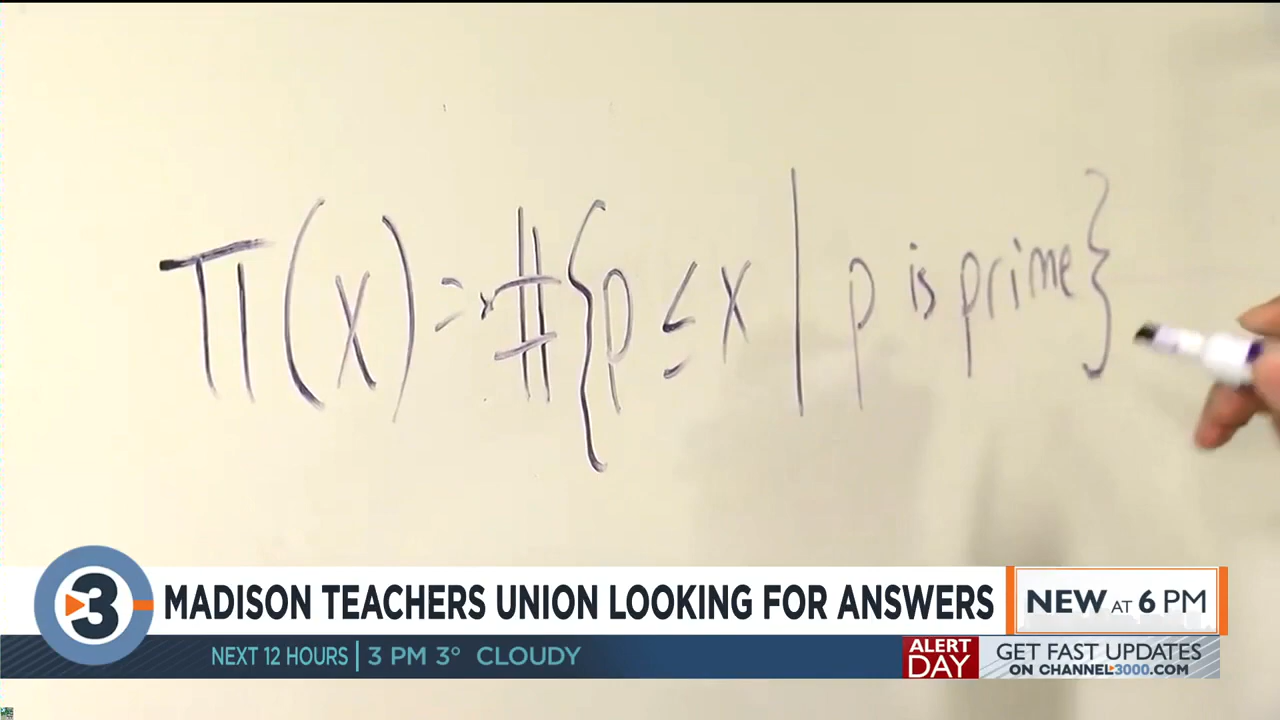 π(x) = #{p ≤ x | p is prime}
3 MADISON TEACHERS UNION LOOKING FOR ANSWERS NEW AT 6 PM
NEXT 12 HOURS | 3 PM 3° CLOUDY ALERT DAY GET FAST UPDATES ON CHANNEL3000.COM